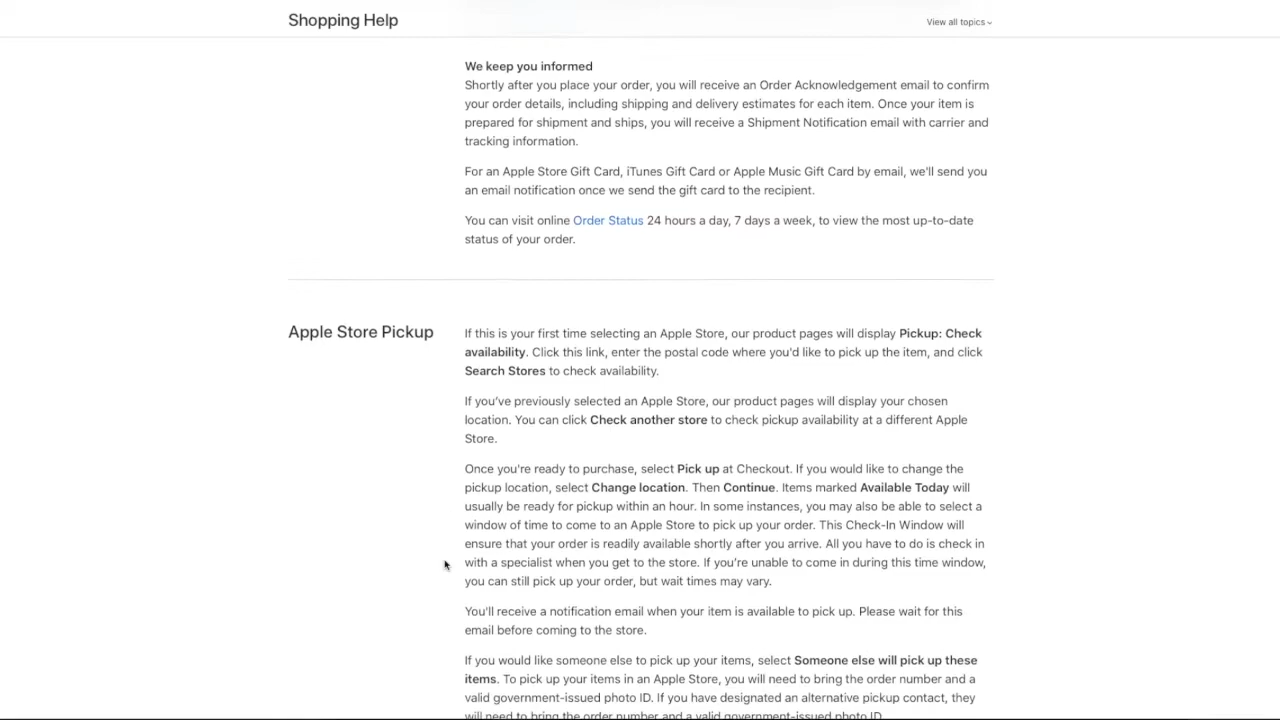 Shopping Help
View all topics
We keep you informed
Shortly after you place your order, you will receive an Order Acknowledgement email to confirm
your order details, including shipping and delivery estimates for each item. Once your item is
prepared for shipment and ships, you will receive a Shipment Notification email with carrier and
tracking information.
For an Apple Store Gift Card, iTunes Gift Card or Apple Music Gift Card by email, we'll send you
an email notification once we send the gift card to the recipient.
You can visit online Order Status 24 hours a day, 7 days a week, to view the most up-to-date
status of your order.
Apple Store Pickup
If this is your first time selecting an Apple Store, our product pages will display Pickup: Check
availability. Click this link, enter the postal code where you'd like to pick up the item, and click
Search Stores to check availability.
If you’ve previously selected an Apple Store, our product pages will display your chosen
location. You can click Check another store to check pickup availability at a different Apple
Store.
Once you're ready to purchase, select Pick up at Checkout. If you would like to change the
pickup location, select Change location. Then Continue. Items marked Available Today will
usually be ready for pickup within an hour. In some instances, you may also be able to select a
window of time to come to an Apple Store to pick up your order. This Check-In Window will
ensure that your order is readily available shortly after you arrive. All you have to do is check in
with a specialist when you get to the store. If you’re unable to come in during this time window,
you can still pick up your order, but wait times may vary.
You'll receive a notification email when your item is available to pick up. Please wait for this
email before coming to the store.
If you would like someone else to pick up your items, select Someone else will pick up these
items. To pick up your items in an Apple Store, you will need to bring the order number and a
valid government-issued photo ID. If you have designated an alternative pickup contact, they
will need to bring the order number and a valid government-issued photo ID.